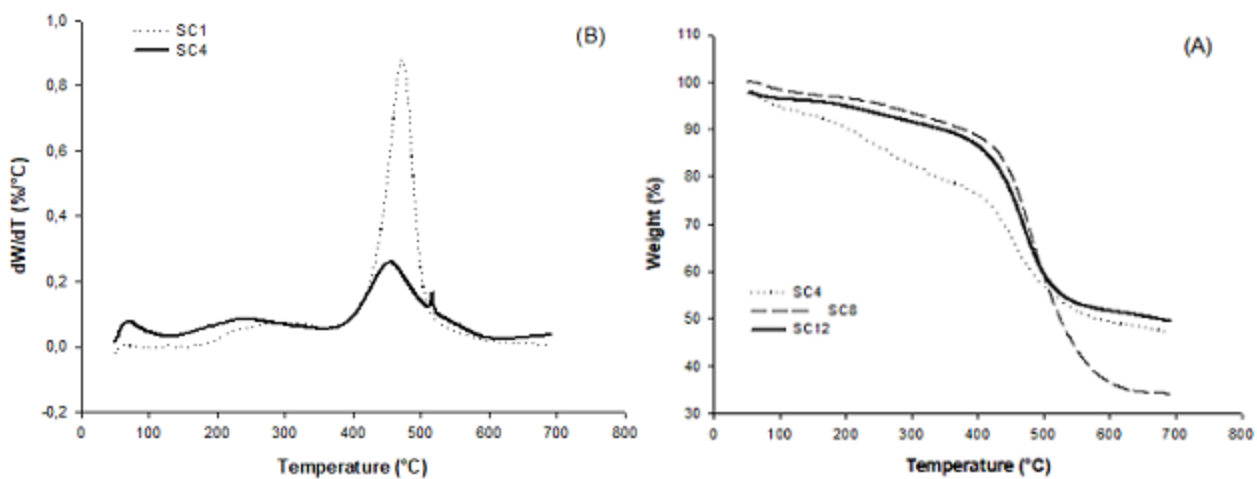 SC1
SC4
(B)
1,0
0,8
0,6
0,4
0,2
0,0
-0,2
dW/dT (%/°C)
0 100 200 300 400 500 600 700 800
Temperature (°C)
(A)
110
100
90
80
70
60
50
40
30
Weight (%)
SC4
SC8
SC12
0 100 200 300 400 500 600 700 800
Temperature (°C)